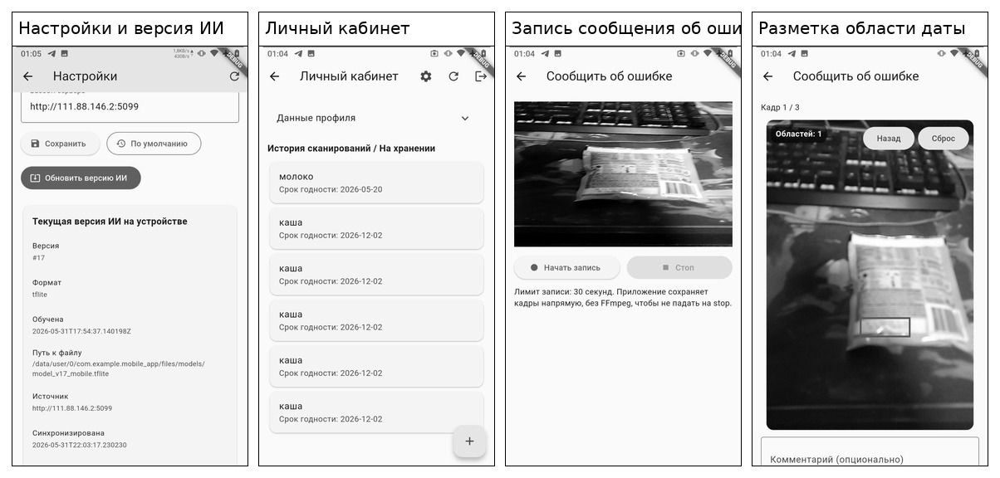 Настройки и версия ИИ
01:05
DEBUG
Настройки
http://111.88.146.2:5099
Сохранить
По умолчанию
Обновить версию ИИ
Текущая версия ИИ на устройстве
Версия
#17
Формат
tflite
Обучена
2026-05-31T17:54:37.140198Z
Путь к файлу
/data/user/0/com.example.mobile_app/files/models/
model_v17_mobile.tflite
Источник
http://111.88.146.2:5099
Синхронизирована
2026-05-31T22:03:17.230230
Личный кабинет
01:04
DEBUG
Личный кабинет
Данные профиля
История сканирований / На хранении
молоко
Срок годности: 2026-05-20
каша
Срок годности: 2026-12-02
каша
Срок годности: 2026-12-02
каша
Срок годности: 2026-12-02
каша
Срок годности: 2026-12-02
каша
Срок годности: 2026-12-02
+
Запись сообщения об оши
01:04
DEBUG
Сообщить об ошибке
Начать запись
Стоп
Лимит записи: 30 секунд. Приложение сохраняет
кадры напрямую, без FFmpeg, чтобы не падать на stop.
Разметка области даты
01:04
DEBUG
Сообщить об ошибке
Кадр 1 / 3
Областей: 1
Назад
Сброс
Комментарий (опционально)